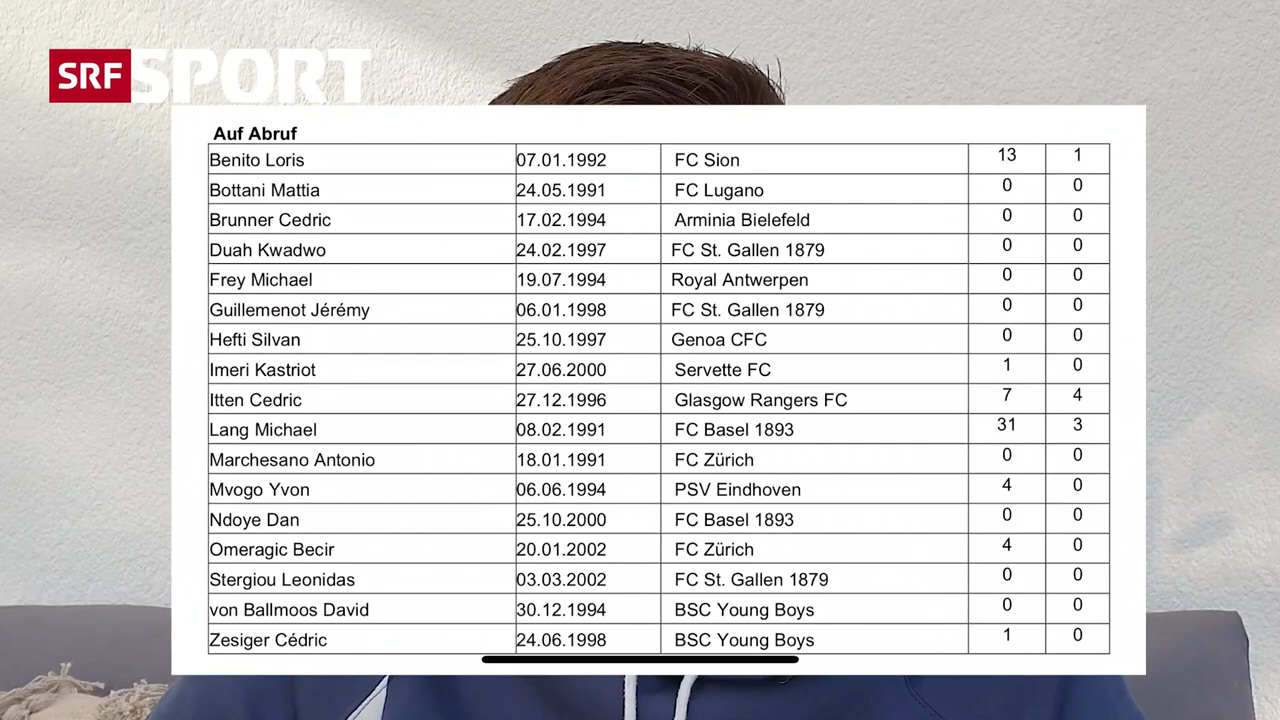 SRF SPORT
Auf Abruf
Benito Loris 07.01.1992 FC Sion 13 1
Bottani Mattia 24.05.1991 FC Lugano 0 0
Brunner Cedric 17.02.1994 Arminia Bielefeld 0 0
Duah Kwadwo 24.02.1997 FC St. Gallen 1879 0 0
Frey Michael 19.07.1994 Royal Antwerpen 0 0
Guillemenot Jérémy 06.01.1998 FC St. Gallen 1879 0 0
Hefti Silvan 25.10.1997 Genoa CFC 0 0
Imeri Kastriot 27.06.2000 Servette FC 1 0
Itten Cedric 27.12.1996 Glasgow Rangers FC 7 4
Lang Michael 08.02.1991 FC Basel 1893 31 3
Marchesano Antonio 18.01.1991 FC Zürich 0 0
Mvogo Yvon 06.06.1994 PSV Eindhoven 4 0
Ndoye Dan 25.10.2000 FC Basel 1893 0 0
Omeragic Becir 20.01.2002 FC Zürich 4 0
Stergiou Leonidas 03.03.2002 FC St. Gallen 1879 0 0
von Ballmoos David 30.12.1994 BSC Young Boys 0 0
Zesiger Cédric 24.06.1998 BSC Young Boys 1 0